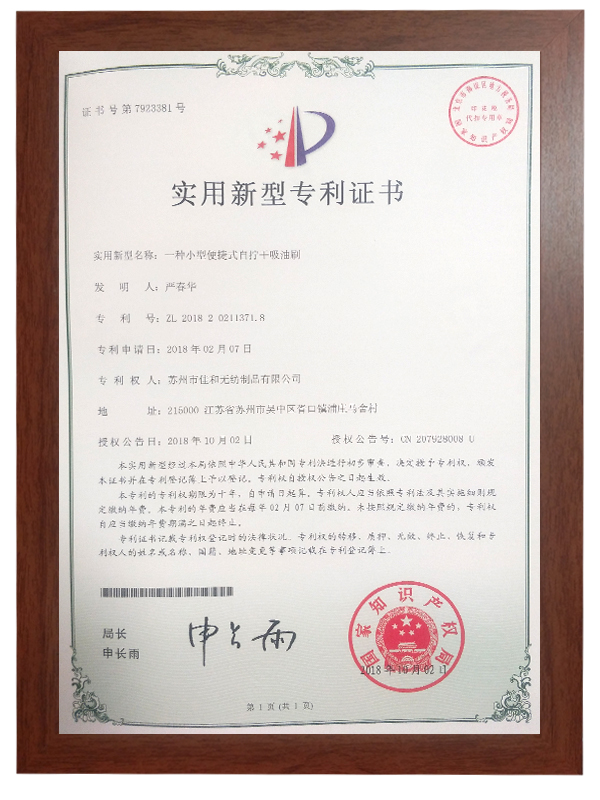 证书号第7923381号
实用新型专利证书
实用新型名称：一种小型便捷式自拧干吸油刷
发 明 人：严春华
专 利 号：ZL 2018 2 0211371.8
专利申请日：2018年02月07日
专 利 权 人：苏州市佳和无纺制品有限公司
地 址：215000 江苏省苏州市吴中区胥口镇浦庄马舍村
授权公告日：2018年10月02日 授权公告号：CN 207928008 U
本实用新型经过本局依照中华人民共和国专利法进行初步审查，决定授予专利权，颁发
本证书并在专利登记簿上予以登记。专利权自授权公告之日起生效。
本专利的专利权期限为十年，自申请日起算。专利权人应当依照专利法及其实施细则规
定缴纳年费。本专利的年费应当在每年02月07日前缴纳。未按照规定缴纳年费的，专利权
自应当缴纳年费期满之日起终止。
专利证书记载专利权登记时的法律状况。专利权的转移、质押、无效、终止、恢复和专
利权人的姓名或名称、国籍、地址变更等事项记载在专利登记簿上。
局长
申长雨
申长雨
国家知识产权局
2018年10月02日
第 1 页 (共 1 页)